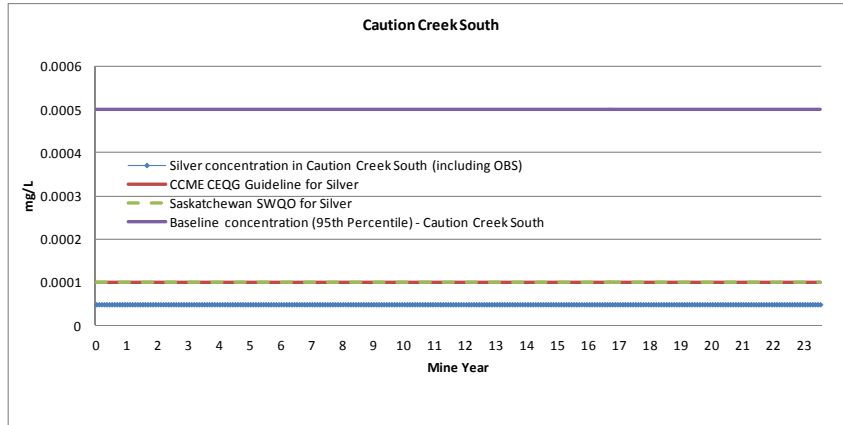 Caution Creek South
0.0006
0.0005
0.0004
0.0003
0.0002
0.0001
0
mg/L
Silver concentration in Caution Creek South (including OBS)
CCME CEQG Guideline for Silver
Saskatchewan SWQO for Silver
Baseline concentration (95th Percentile) - Caution Creek South
0 1 2 3 4 5 6 7 8 9 10 11 12 13 14 15 16 17 18 19 20 21 22 23
Mine Year